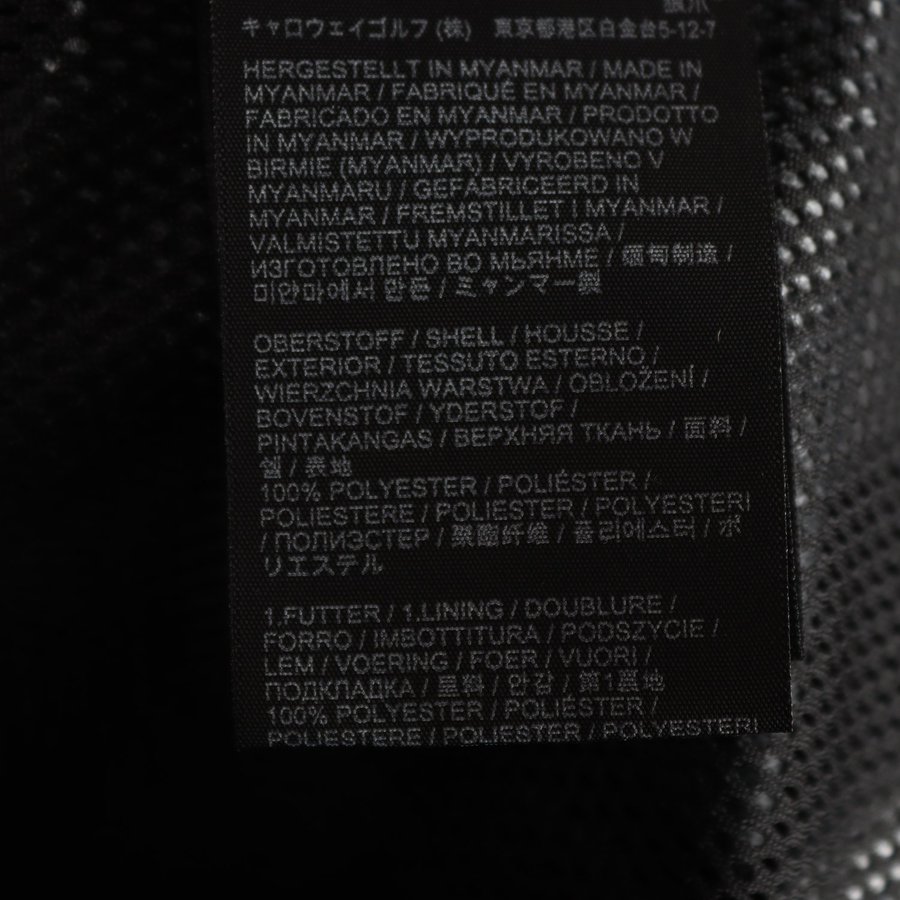 キャロウェイゴルフ (株) 東京都港区白金台5-12-7
HERGESTELLT IN MYANMAR / MADE IN
MYANMAR / FABRIQUÉ EN MYANMAR /
FABRICADO EN MYANMAR / PRODOTTO
IN MYANMAR / WYPRODUKOWANO W
BIRMIE (MYANMAR) / VYROBENO V
MYANMARU / GEFABRICEERD IN
MYANMAR / FREMSTILLET I MYANMAR /
VALMISTETTU MYANMARISSA /
ИЗГОТОВЛЕНО ВО МЬЯНМЕ / 缅甸制造 /
미얀마에서 만든 / ミャンマー製
OBERSTOFF / SHELL / HOUSSE /
EXTERIOR / TESSUTO ESTERNO /
WIERZCHNIA WARSTWA / OBLOŽENÍ /
BOVENSTOF / YDERSTOF /
PINTAKANGAS / ВЕРХНЯЯ ТКАНЬ / 面料 /
쉘 / 表地
100% POLYESTER / POLIÉSTER /
POLIESTERE / POLIESTER / POLYESTERI
/ ПОЛИЭСТЕР / 聚酯纤维 / 폴리에스터 / ポ
リエステル
1.FUTTER / 1.LINING / DOUBLURE /
FORRO / IMBOTTITURA / PODSZYCIE /
LEM / VOERING / FOER / VUORI /
ПОДКЛАДКА / 里料 / 안감 / 第1裏地
100% POLYESTER / POLIÉSTER /
POLIESTERE / POLIESTER / POLYESTERI